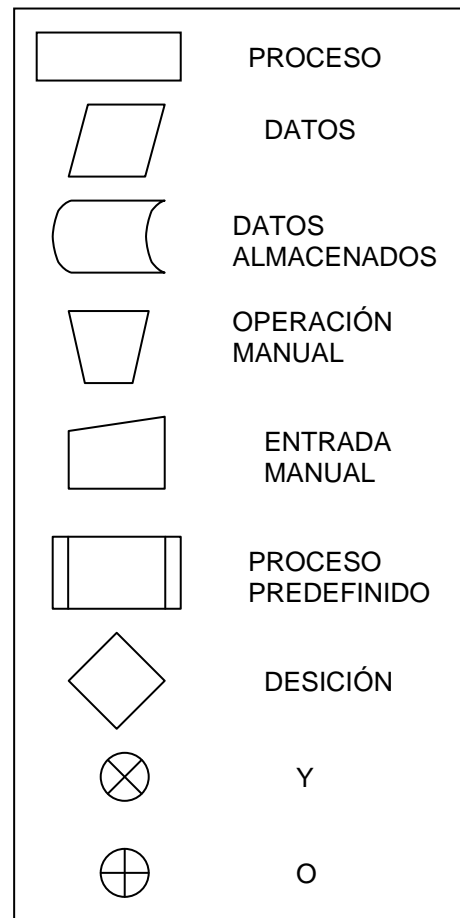 PROCESO
DATOS
DATOS
ALMACENADOS
OPERACIÓN
MANUAL
ENTRADA
MANUAL
PROCESO
PREDEFINIDO
DESICIÓN
Y
O